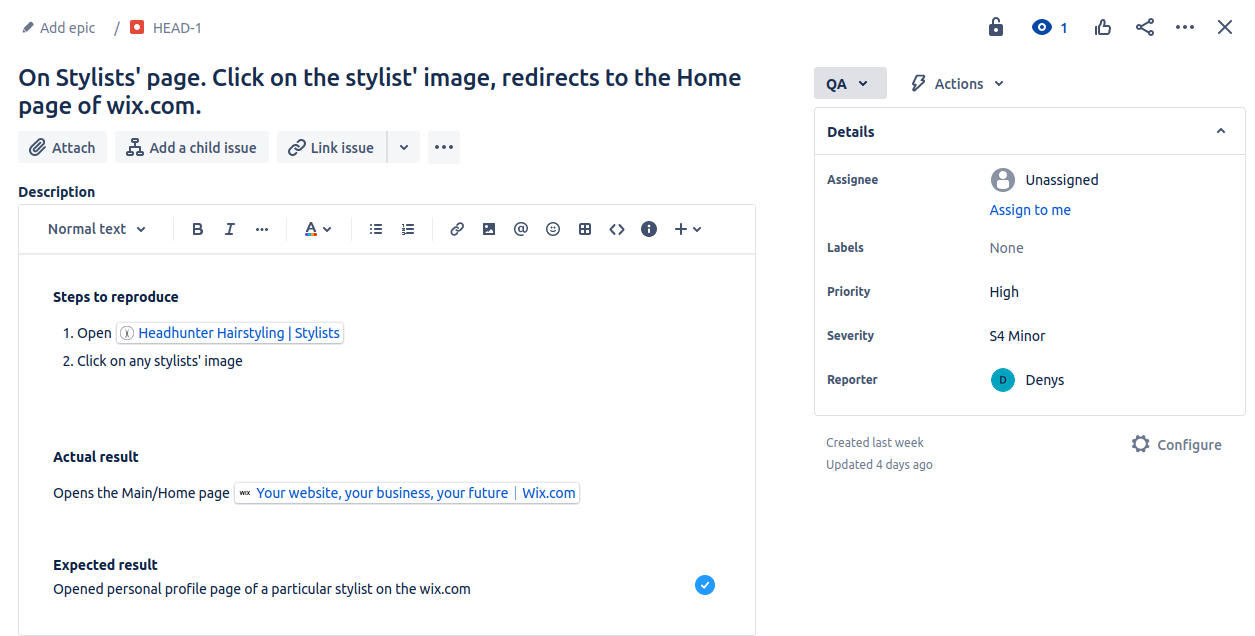 Add epic / HEAD-1
1
On Stylists' page. Click on the stylist' image, redirects to the Home
page of wix.com.
QA
Actions
Attach
Add a child issue
Link issue
Description
Normal text
B
I
A
@
Steps to reproduce
1. Open Headhunter Hairstyling | Stylists
2. Click on any stylists' image
Actual result
Opens the Main/Home page WIX Your website, your business, your future | Wix.com
Expected result
Opened personal profile page of a particular stylist on the wix.com
Details
Assignee
Unassigned
Assign to me
Labels
None
Priority
High
Severity
S4 Minor
Reporter
D Denys
Created last week
Updated 4 days ago
Configure